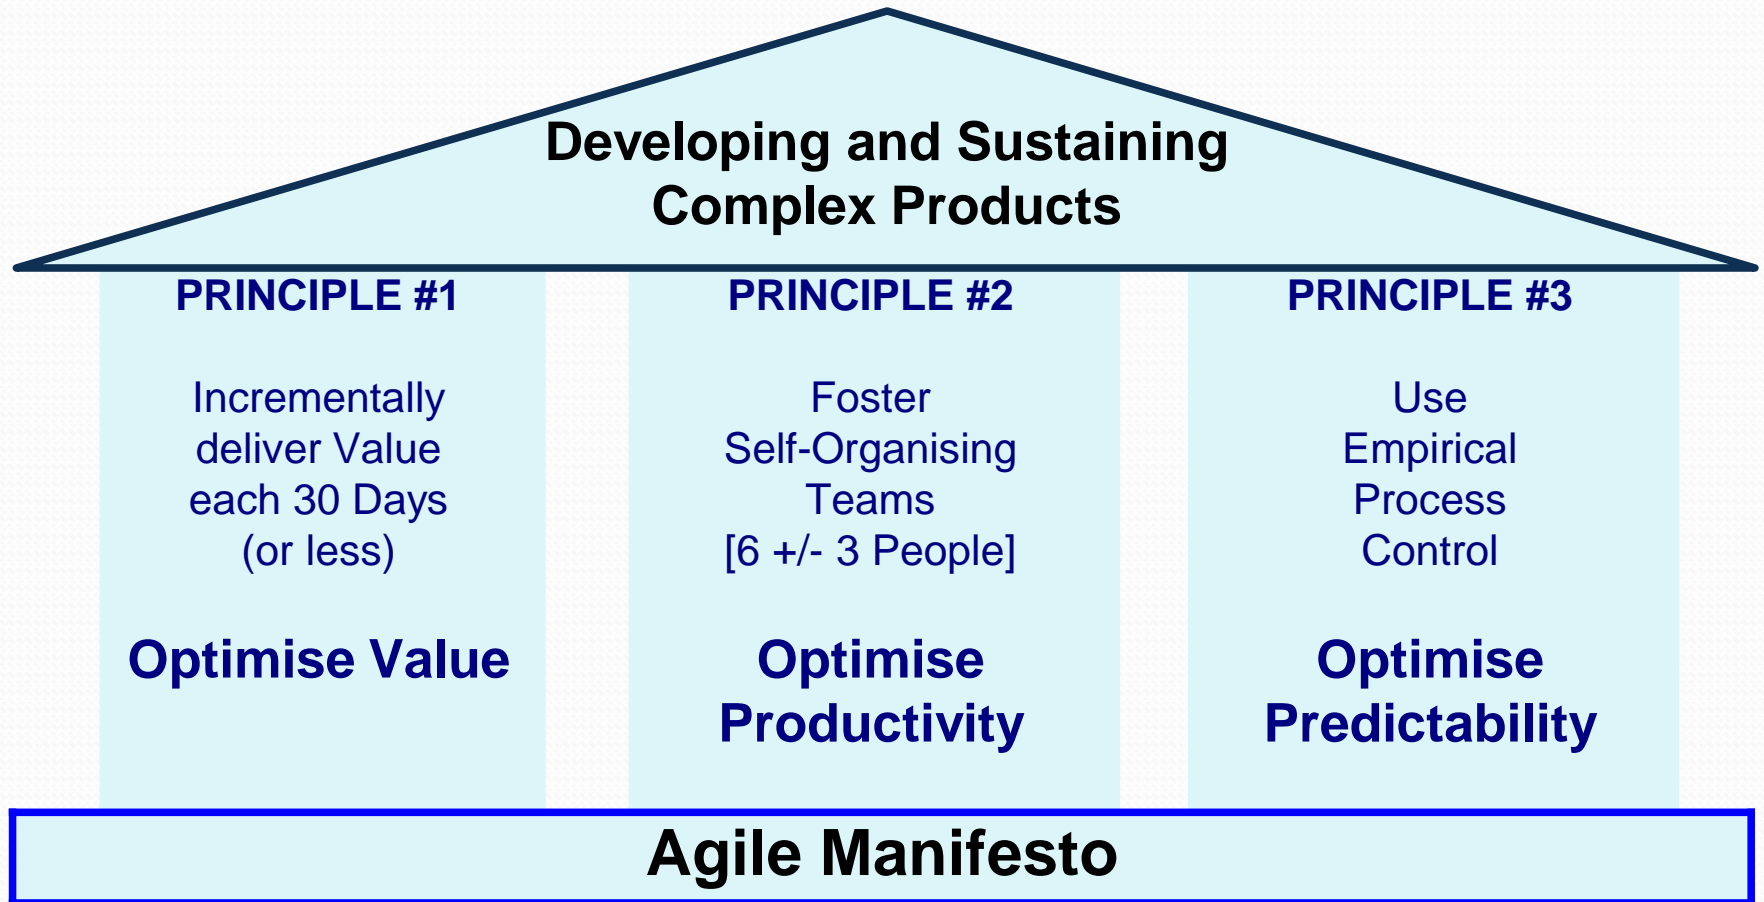 Developing and Sustaining
Complex Products
PRINCIPLE #1
Incrementally
deliver Value
each 30 Days
(or less)
Optimise Value
PRINCIPLE #2
Foster
Self-Organising
Teams
[6 +/- 3 People]
Optimise
Productivity
PRINCIPLE #3
Use
Empirical
Process
Control
Optimise
Predictability
Agile Manifesto